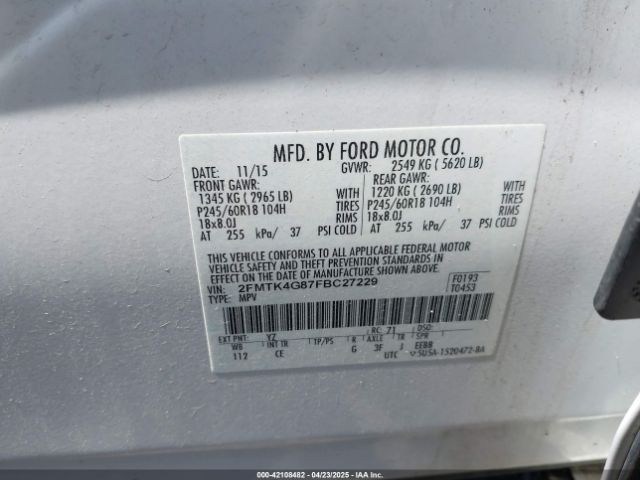 MFD. BY FORD MOTOR CO.
DATE: 11/15 GVWR: 2549 KG ( 5620 LB)
FRONT GAWR: REAR GAWR:
1345 KG ( 2965 LB) WITH 1220 KG ( 2690 LB) WITH
P245/60R18 104H TIRES P245/60R18 104H TIRES
18x8.0J RIMS 18x8.0J RIMS
AT 255 kPa/ 37 PSI COLD AT 255 kPa/ 37 PSI COLD
THIS VEHICLE CONFORMS TO ALL APPLICABLE FEDERAL MOTOR
VEHICLE SAFETY AND THEFT PREVENTION STANDARDS IN
EFFECT ON THE DATE OF MANUFACTURE SHOWN ABOVE.
VIN: 2FMTK4G87FBC27229 F0193
TYPE: MPV T0453
EXT PNT: YZ RC: 71 DSO:
WB INT TR TP/PS R AXLE TR SPR
112 CE G 3F J EEBB
UTC 5U5A-1520472-BA
000-42108482 - 04/23/2025 - IAAI.COM